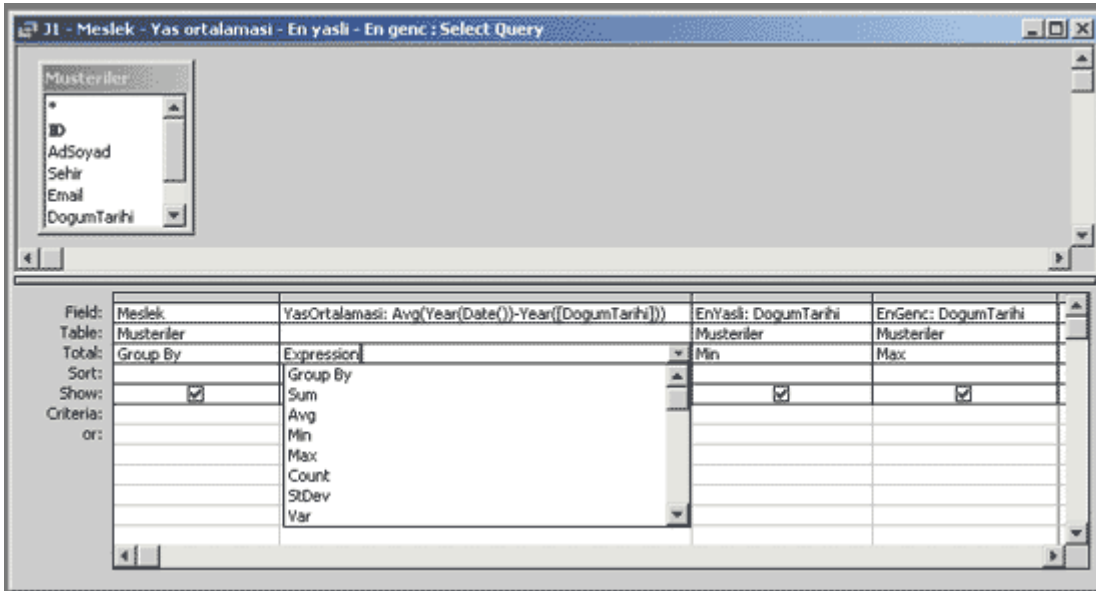 J1 - Meslek - Yas ortalamasi - En yasli - En genc : Select Query
Musteriler
*
ID
AdSoyad
Sehir
Email
DogumTarihi
Field: Meslek YasOrtalamasi: Avg(Year(Date())-Year([DogumTarihi])) EnYasli: DogumTarihi EnGenc: DogumTarihi
Table: Musteriler Musteriler Musteriler
Total: Group By Expression Min Max
Sort: Group By
Show: Sum
Criteria: Avg
or: Min
Max
Count
StDev
Var